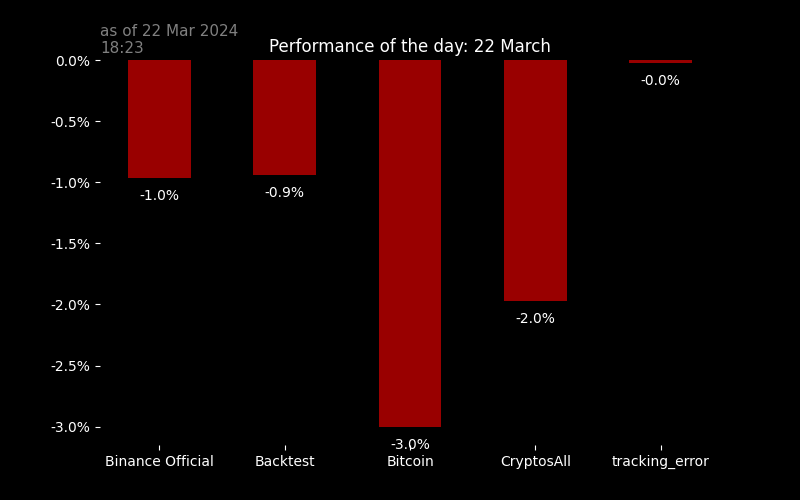 as of 22 Mar 2024
18:23
Performance of the day: 22 March
0.0%
-0.5%
-1.0%
-1.5%
-2.0%
-2.5%
-3.0%
-1.0%
-0.9%
-3.0%
-2.0%
-0.0%
Binance Official
Backtest
Bitcoin
CryptosAll
tracking_error